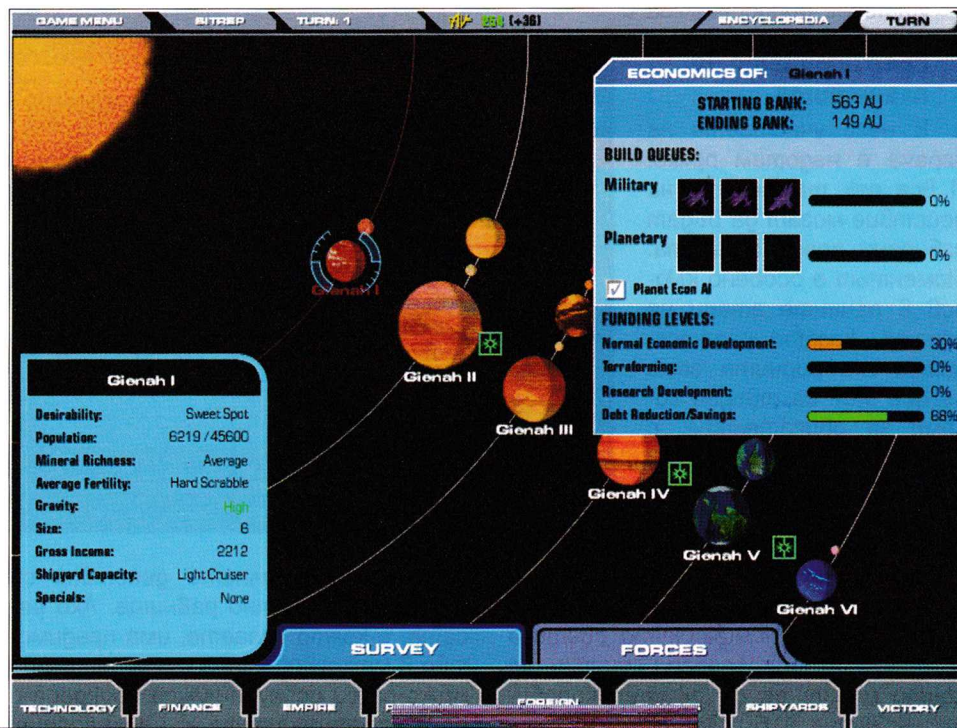 GAME MENU
SITREP
TURN: 1
254 (+36)
ENCYCLOPEDIA
TURN
ECONOMICS OF: Gienah I
STARTING BANK: 563 AU
ENDING BANK: 149 AU
BUILD QUEUES:
Military 0%
Planetary 0%
Planet Econ AI
FUNDING LEVELS:
Normal Economic Development: 30%
Terraforming: 0%
Research Development: 0%
Debt Reduction/Savings: 68%
Gienah I
Gienah II
Gienah III
Gienah IV
Gienah V
Gienah VI
Gienah I
Desirability: Sweet Spot
Population: 6219 / 45600
Mineral Richness: Average
Average Fertility: Hard Scrabble
Gravity: High
Size: 6
Gross Income: 2212
Shipyard Capacity: Light Cruiser
Specials: None
SURVEY
FORCES
TECHNOLOGY
FINANCE
EMPIRE
FOREIGN
SHIPYARDS
VICTORY